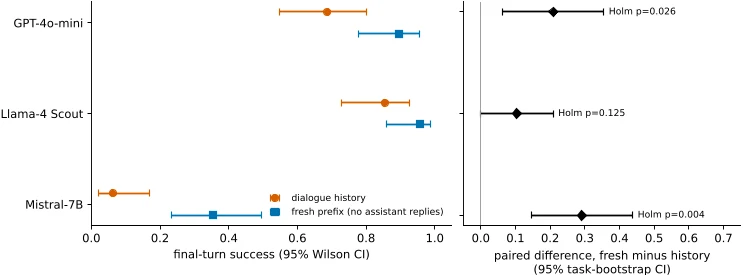 GPT-4o-mini
Llama-4 Scout
Mistral-7B
dialogue history
fresh prefix (no assistant replies)
0.0 0.2 0.4 0.6 0.8 1.0
final-turn success (95% Wilson CI)
Holm p=0.026
Holm p=0.125
Holm p=0.004
0.0 0.1 0.2 0.3 0.4 0.5 0.6 0.7
paired difference, fresh minus history
(95% task-bootstrap CI)